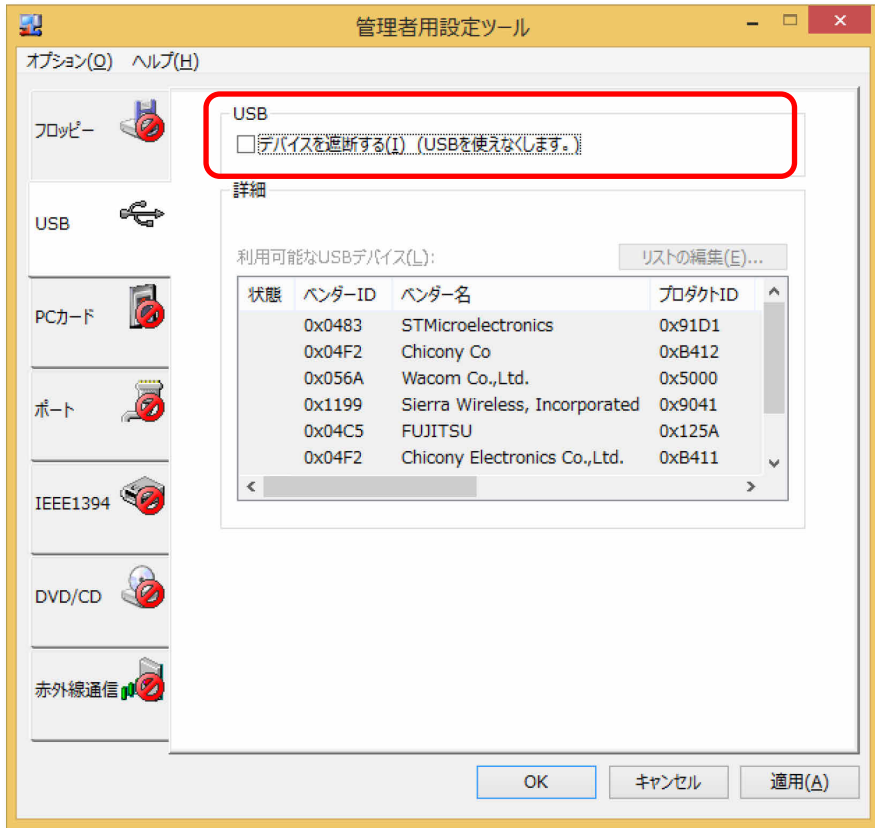 管理者用設定ツール
オプション(O) ヘルプ(H)
フロッピー
USB
PCカード
ポート
IEEE1394
DVD/CD
赤外線通信
USB
デバイスを遮断する(I) (USBを使えなくします。)
詳細
利用可能なUSBデバイス(L):
リストの編集(E)...
状態 ベンダーID ベンダー名 プロダクトID
0x0483 STMicroelectronics 0x91D1
0x04F2 Chicony Co 0xB412
0x056A Wacom Co.,Ltd. 0x5000
0x1199 Sierra Wireless, Incorporated 0x9041
0x04C5 FUJITSU 0x125A
0x04F2 Chicony Electronics Co.,Ltd. 0xB411
OK キャンセル 適用(A)